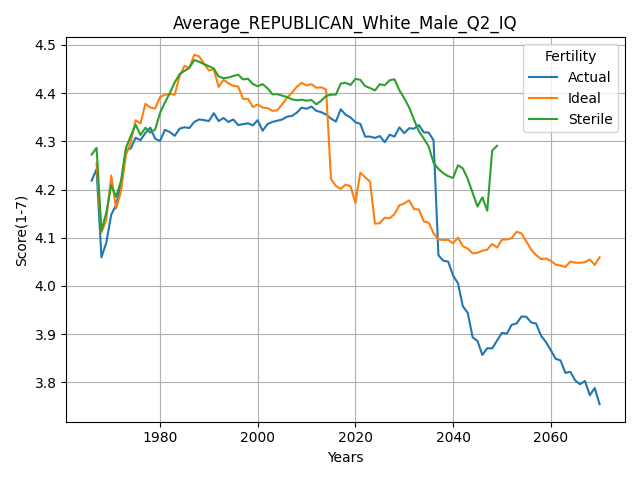 Average_REPUBLICAN_White_Male_Q2_IQ
Fertility
Actual
Ideal
Sterile
Score(1-7)
4.5
4.4
4.3
4.2
4.1
4.0
3.9
3.8
1980 2000 2020 2040 2060
Years